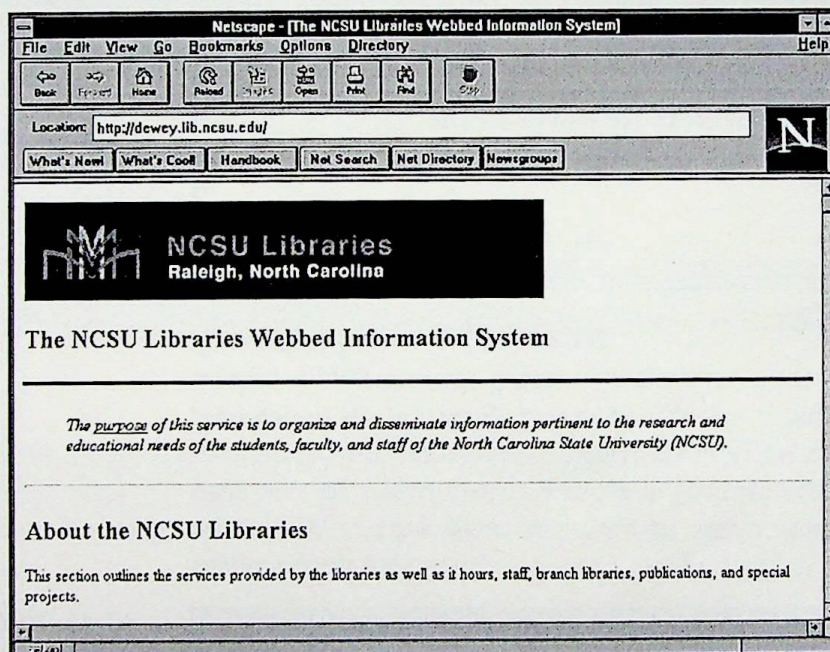 Netscape - [The NCSU Libraries Webbed Information System]
File Edit View Go Bookmarks Options Directory Help
Back Forward Home Reload Images Open Print Find Stop
Location: http://dewey.lib.ncsu.edu/
N
What's New! What's Cool! Handbook Net Search Net Directory Newsgroups
NCSU Libraries
Raleigh, North Carolina
The NCSU Libraries Webbed Information System
The purpose of this service is to organize and disseminate information pertinent to the research and
educational needs of the students, faculty, and staff of the North Carolina State University (NCSU).
About the NCSU Libraries
This section outlines the services provided by the libraries as well as it hours, staff, branch libraries, publications, and special
projects.